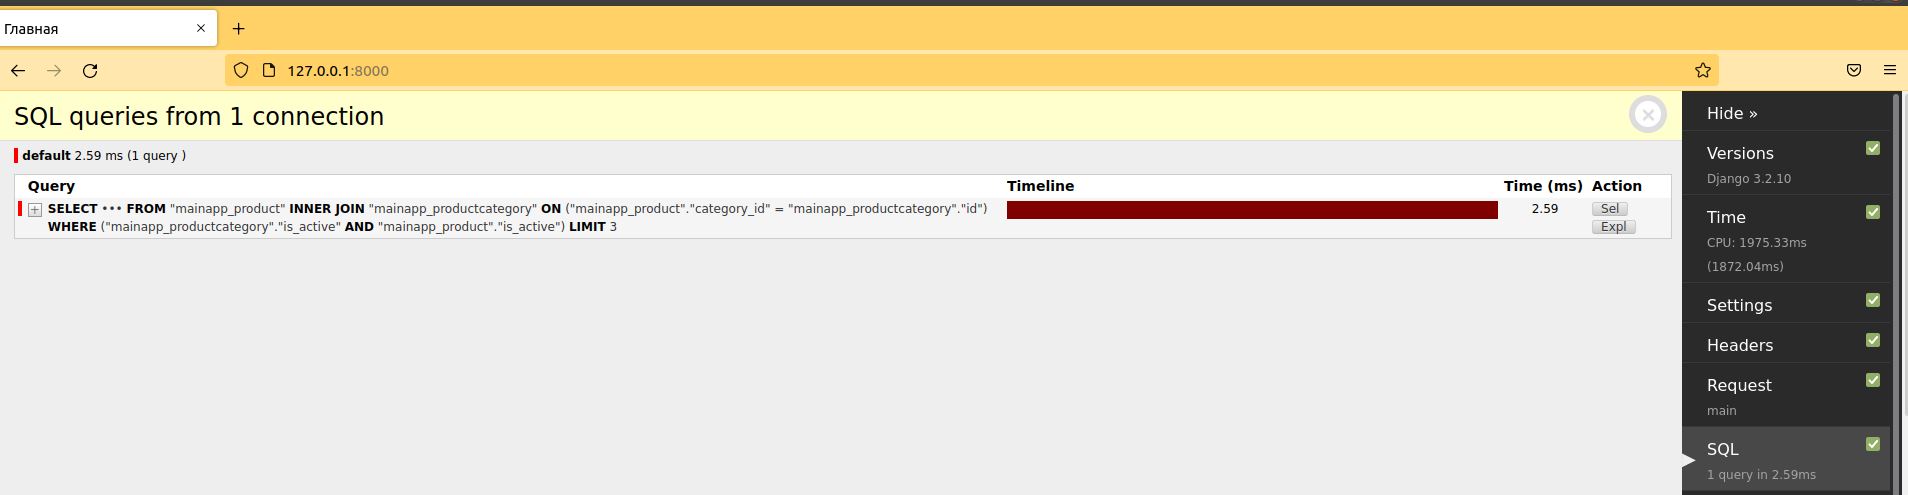 Главная
127.0.0.1:8000
SQL queries from 1 connection
default 2.59 ms (1 query )
Query Timeline Time (ms) Action
SELECT ••• FROM "mainapp_product" INNER JOIN "mainapp_productcategory" ON ("mainapp_product"."category_id" = "mainapp_productcategory"."id") 2.59 Sel
WHERE ("mainapp_productcategory"."is_active" AND "mainapp_product"."is_active") LIMIT 3 Expl
Hide »
Versions
Django 3.2.10
Time
CPU: 1975.33ms
(1872.04ms)
Settings
Headers
Request
main
SQL
1 query in 2.59ms